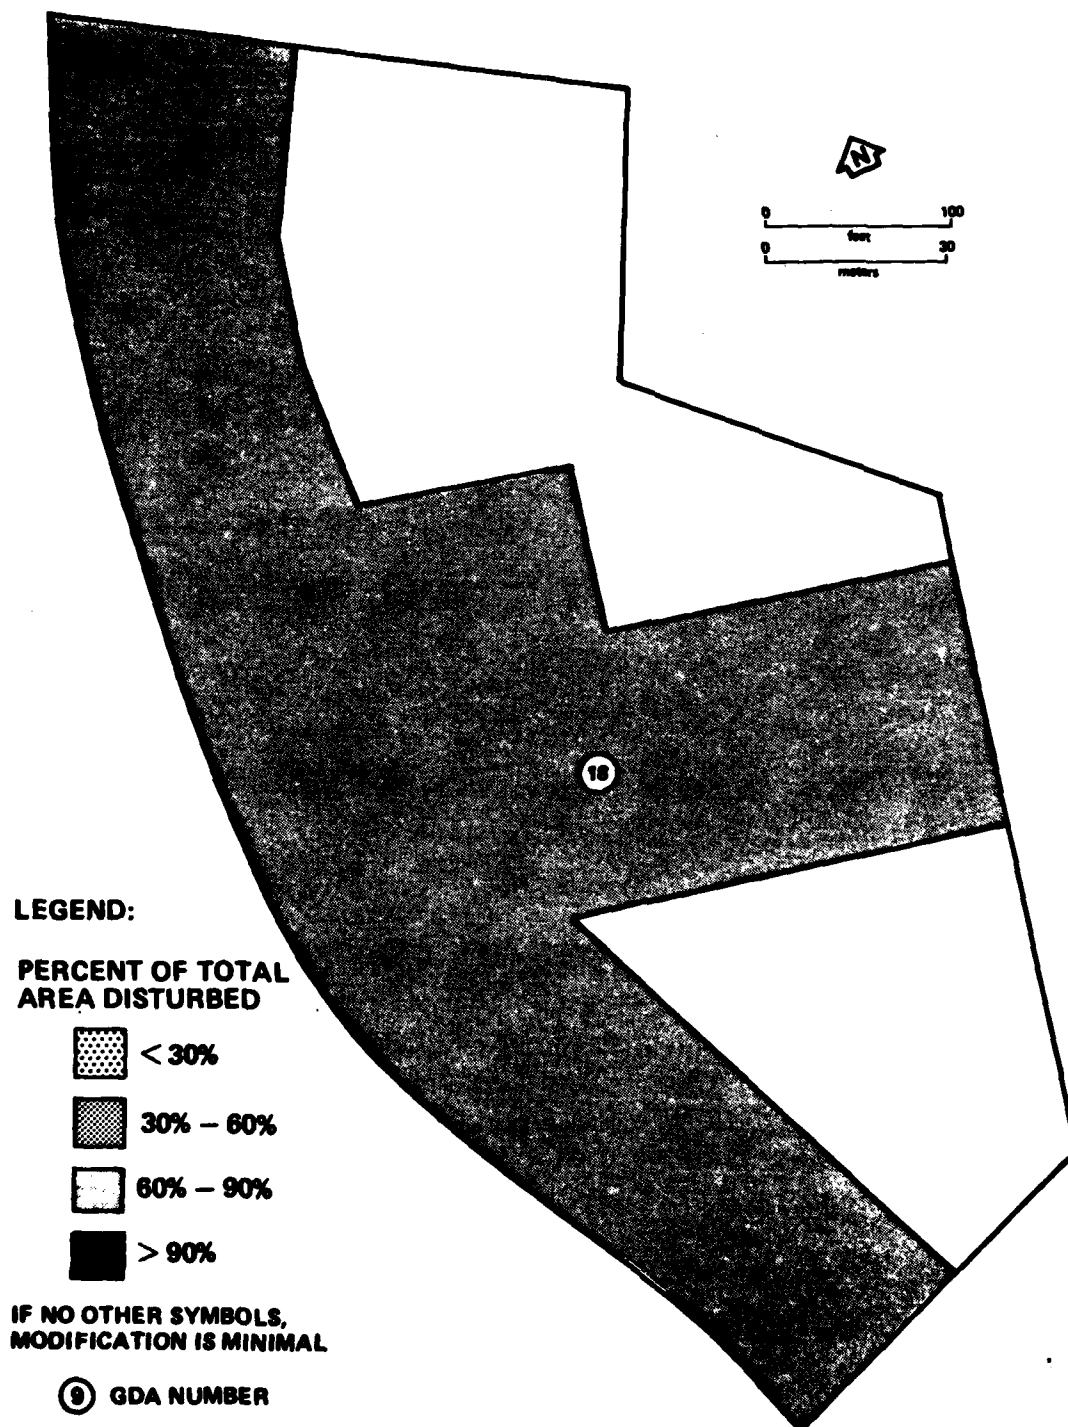 N
0 100
feet
0 30
meters
18
LEGEND:
PERCENT OF TOTAL
AREA DISTURBED
< 30%
30% – 60%
60% – 90%
> 90%
IF NO OTHER SYMBOLS,
MODIFICATION IS MINIMAL
9 GDA NUMBER